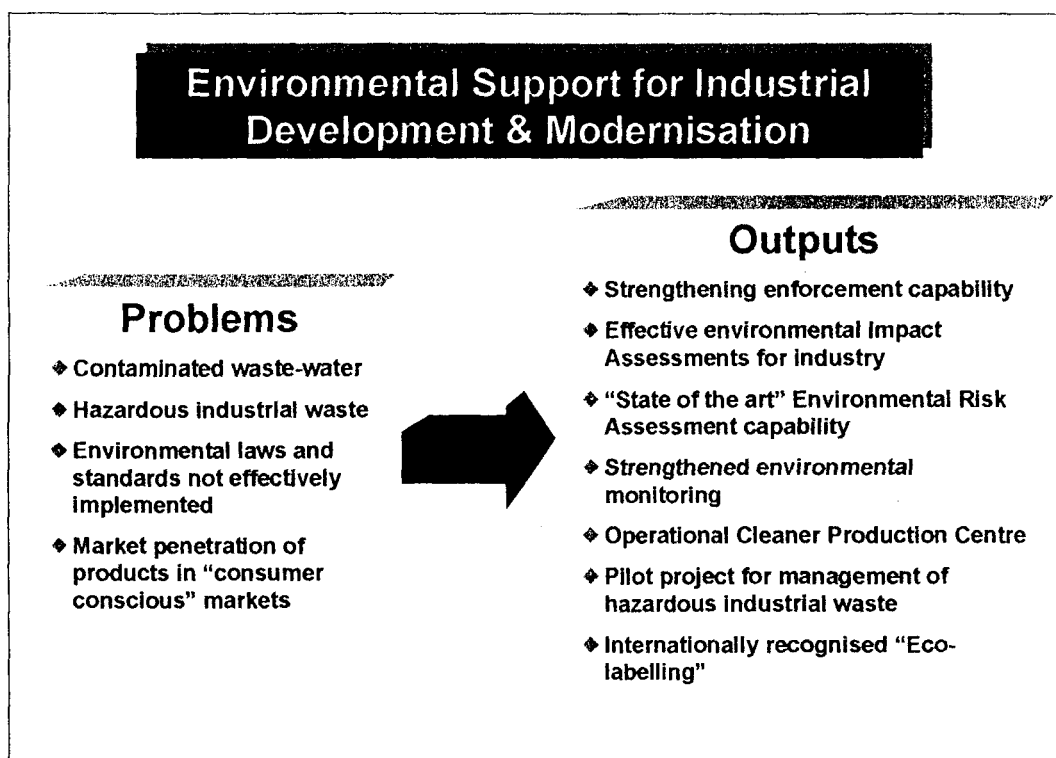 Environmental Support for Industrial
Development & Modernisation
Problems
❖ Contaminated waste-water
❖ Hazardous industrial waste
❖ Environmental laws and
standards not effectively
implemented
❖ Market penetration of
products in “consumer
conscious” markets
Outputs
❖ Strengthening enforcement capability
❖ Effective environmental Impact
Assessments for industry
❖ “State of the art” Environmental Risk
Assessment capability
❖ Strengthened environmental
monitoring
❖ Operational Cleaner Production Centre
❖ Pilot project for management of
hazardous industrial waste
❖ Internationally recognised “Eco-
labelling”